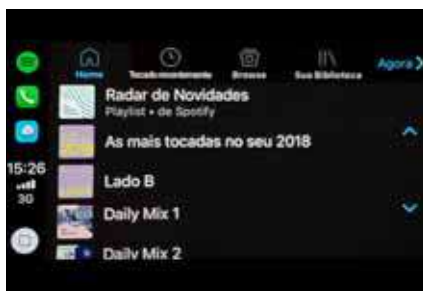 Home
Tocado recentemente
Browse
Sua Biblioteca
Agora
Radar de Novidades
Playlist • de Spotify
As mais tocadas no seu 2018
Lado B
15:26
3G
Daily Mix 1
Daily Mix 2